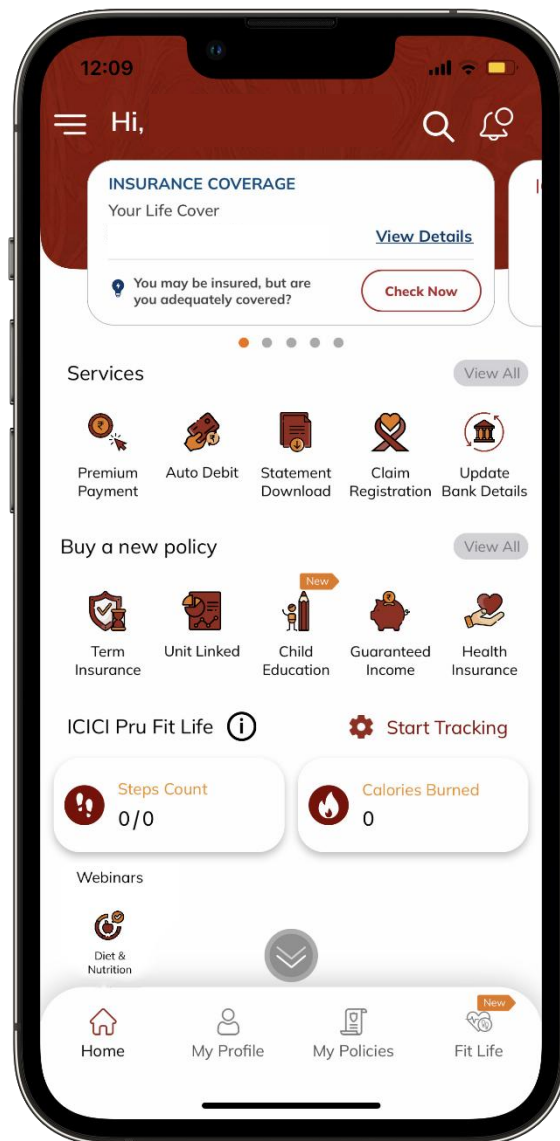 12:09
Hi,
INSURANCE COVERAGE
Your Life Cover
View Details
You may be insured, but are
you adequately covered?
Check Now
Services
View All
Premium
Payment
Auto Debit
Statement
Download
Claim
Registration
Update
Bank Details
Buy a new policy
View All
New
Term
Insurance
Unit Linked
Child
Education
Guaranteed
Income
Health
Insurance
ICICI Pru Fit Life
Start Tracking
Steps Count
0/0
Calories Burned
0
Webinars
Diet &
Nutrition
New
Home
My Profile
My Policies
Fit Life